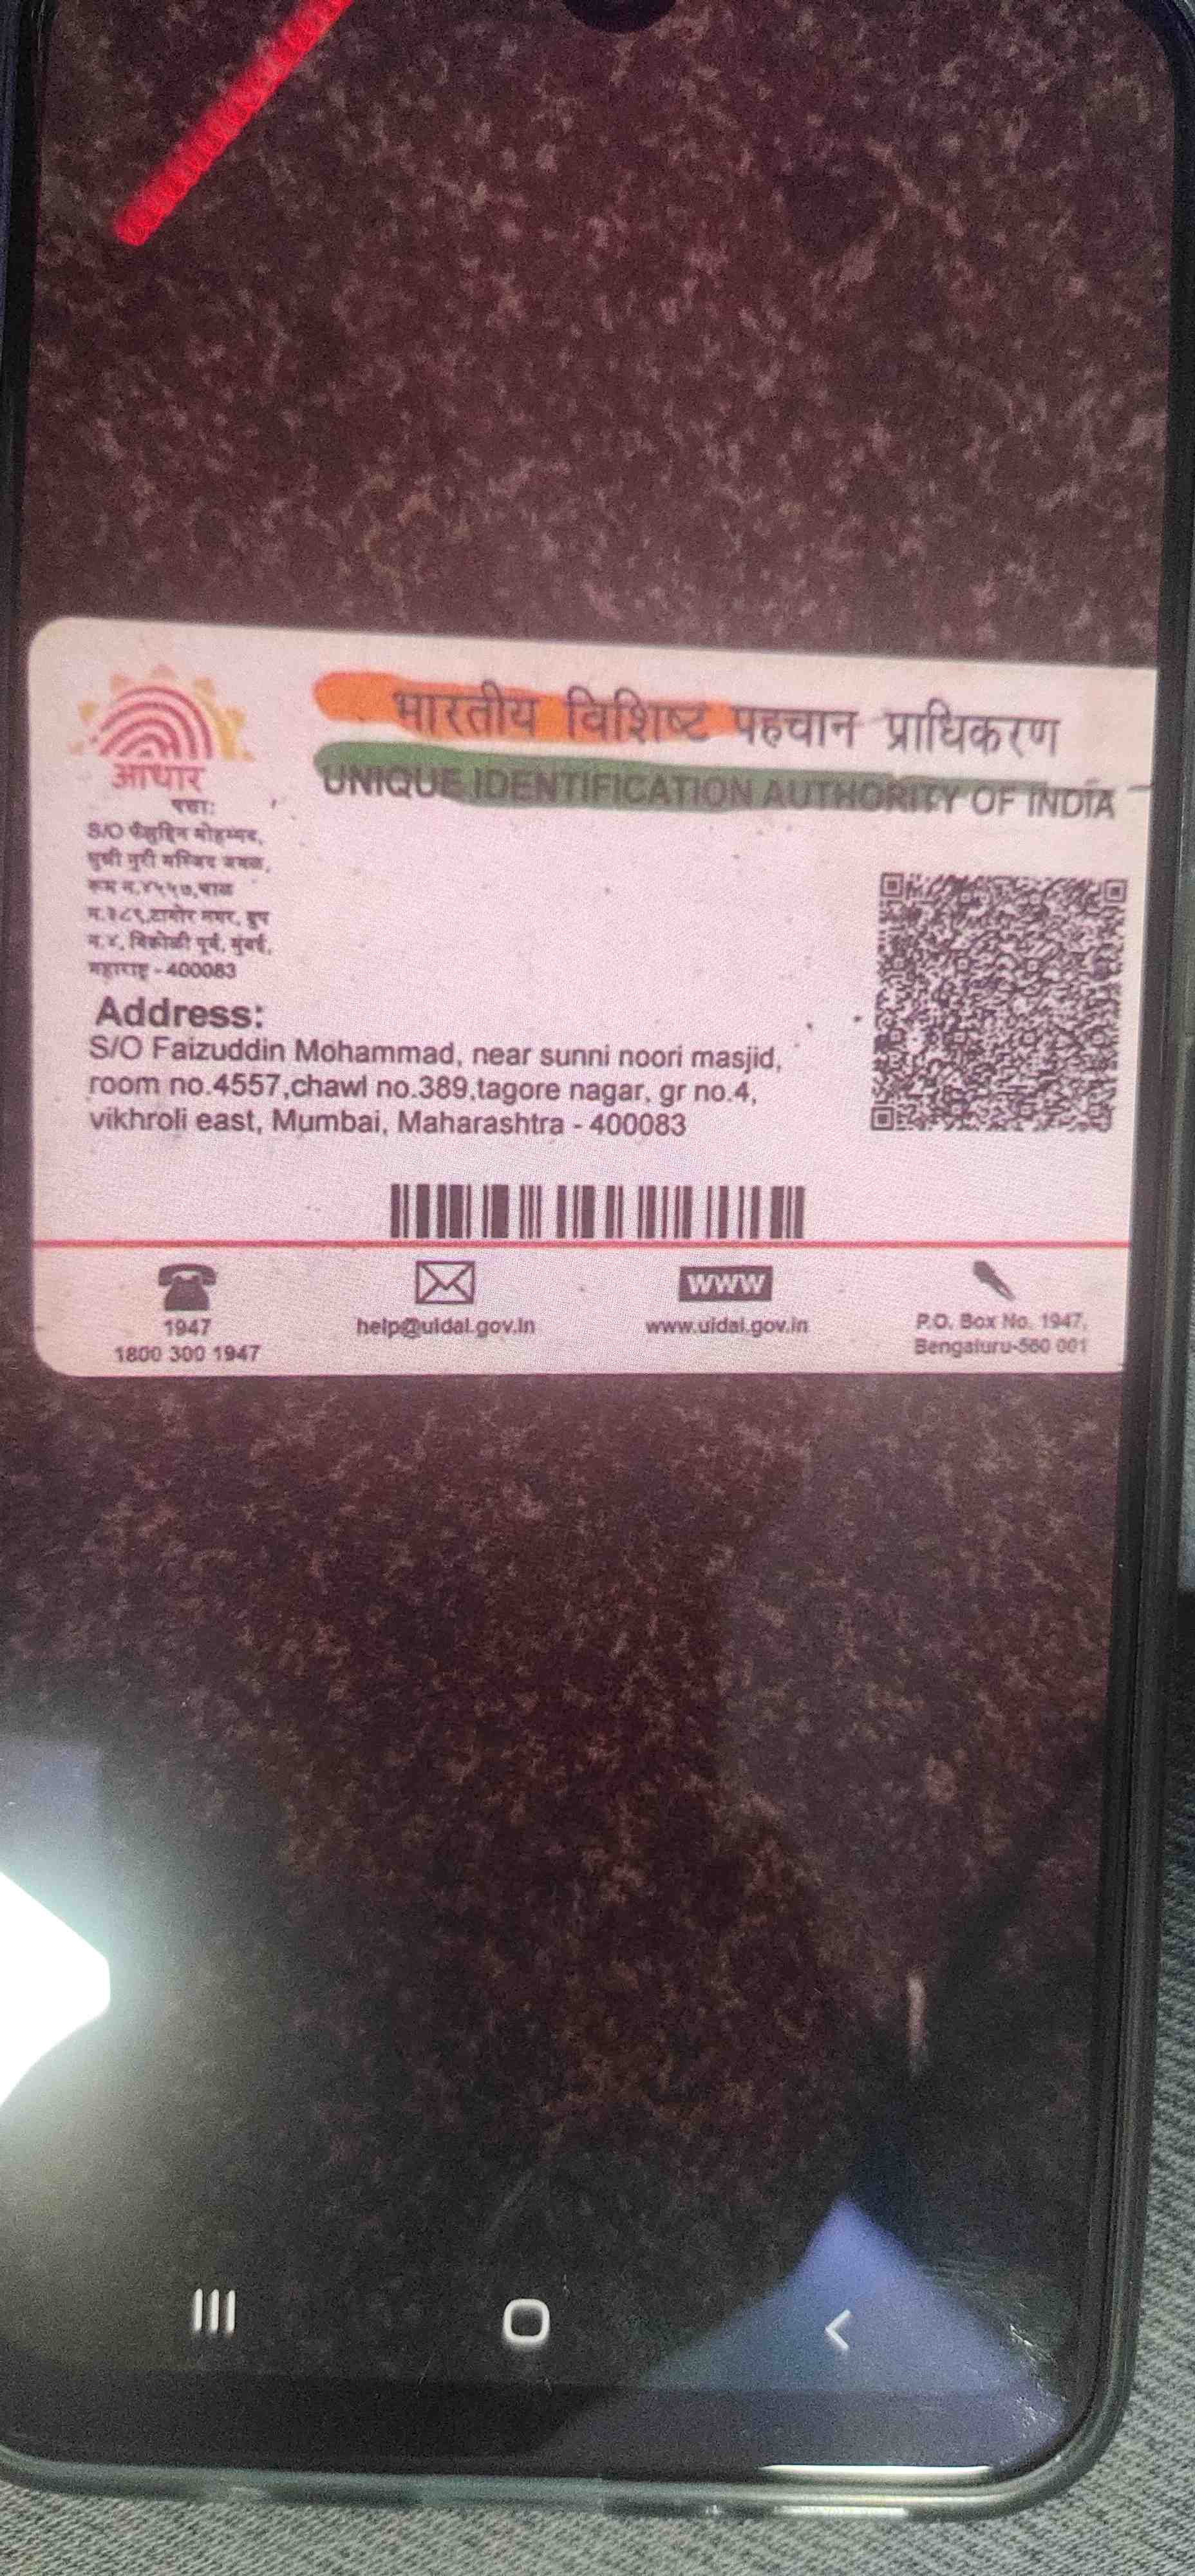 भारतीय विशिष्ट पहचान प्राधिकरण
UNIQUE IDENTIFICATION AUTHORITY OF INDIA
आधार
पत्ता:
S/O फैझुद्दिन मोहम्मद,
सुन्नी नुरी मस्जिद जवळ,
रूम न.४५५७,चाळ
न.३८९,टागोर नगर, ग्रुप
न.४, विक्रोळी पूर्व, मुंबई,
महाराष्ट्र - 400083
Address:
S/O Faizuddin Mohammad, near sunni noori masjid,
room no.4557,chawl no.389,tagore nagar, gr no.4,
vikhroli east, Mumbai, Maharashtra - 400083
1947
1800 300 1947
help@uidai.gov.in
www
www.uidai.gov.in
P.O. Box No. 1947,
Bengaluru-560 001